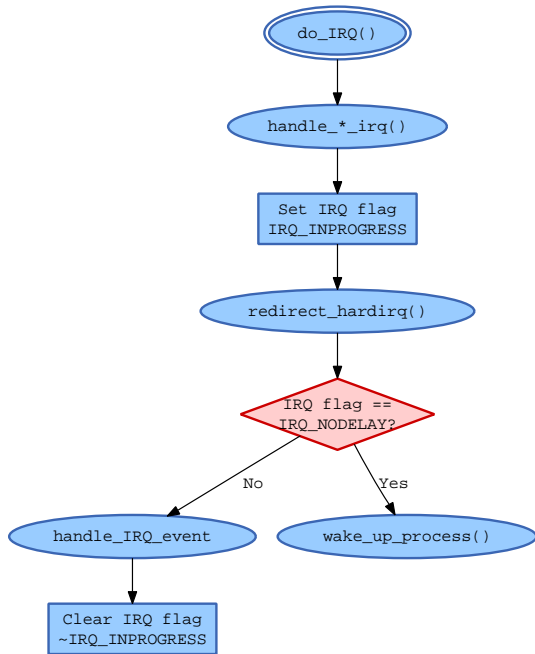 do_IRQ()
handle_*_irq()
Set IRQ flag
IRQ_INPROGRESS
redirect_hardirq()
IRQ flag ==
IRQ_NODELAY?
No
Yes
handle_IRQ_event
wake_up_process()
Clear IRQ flag
~IRQ_INPROGRESS